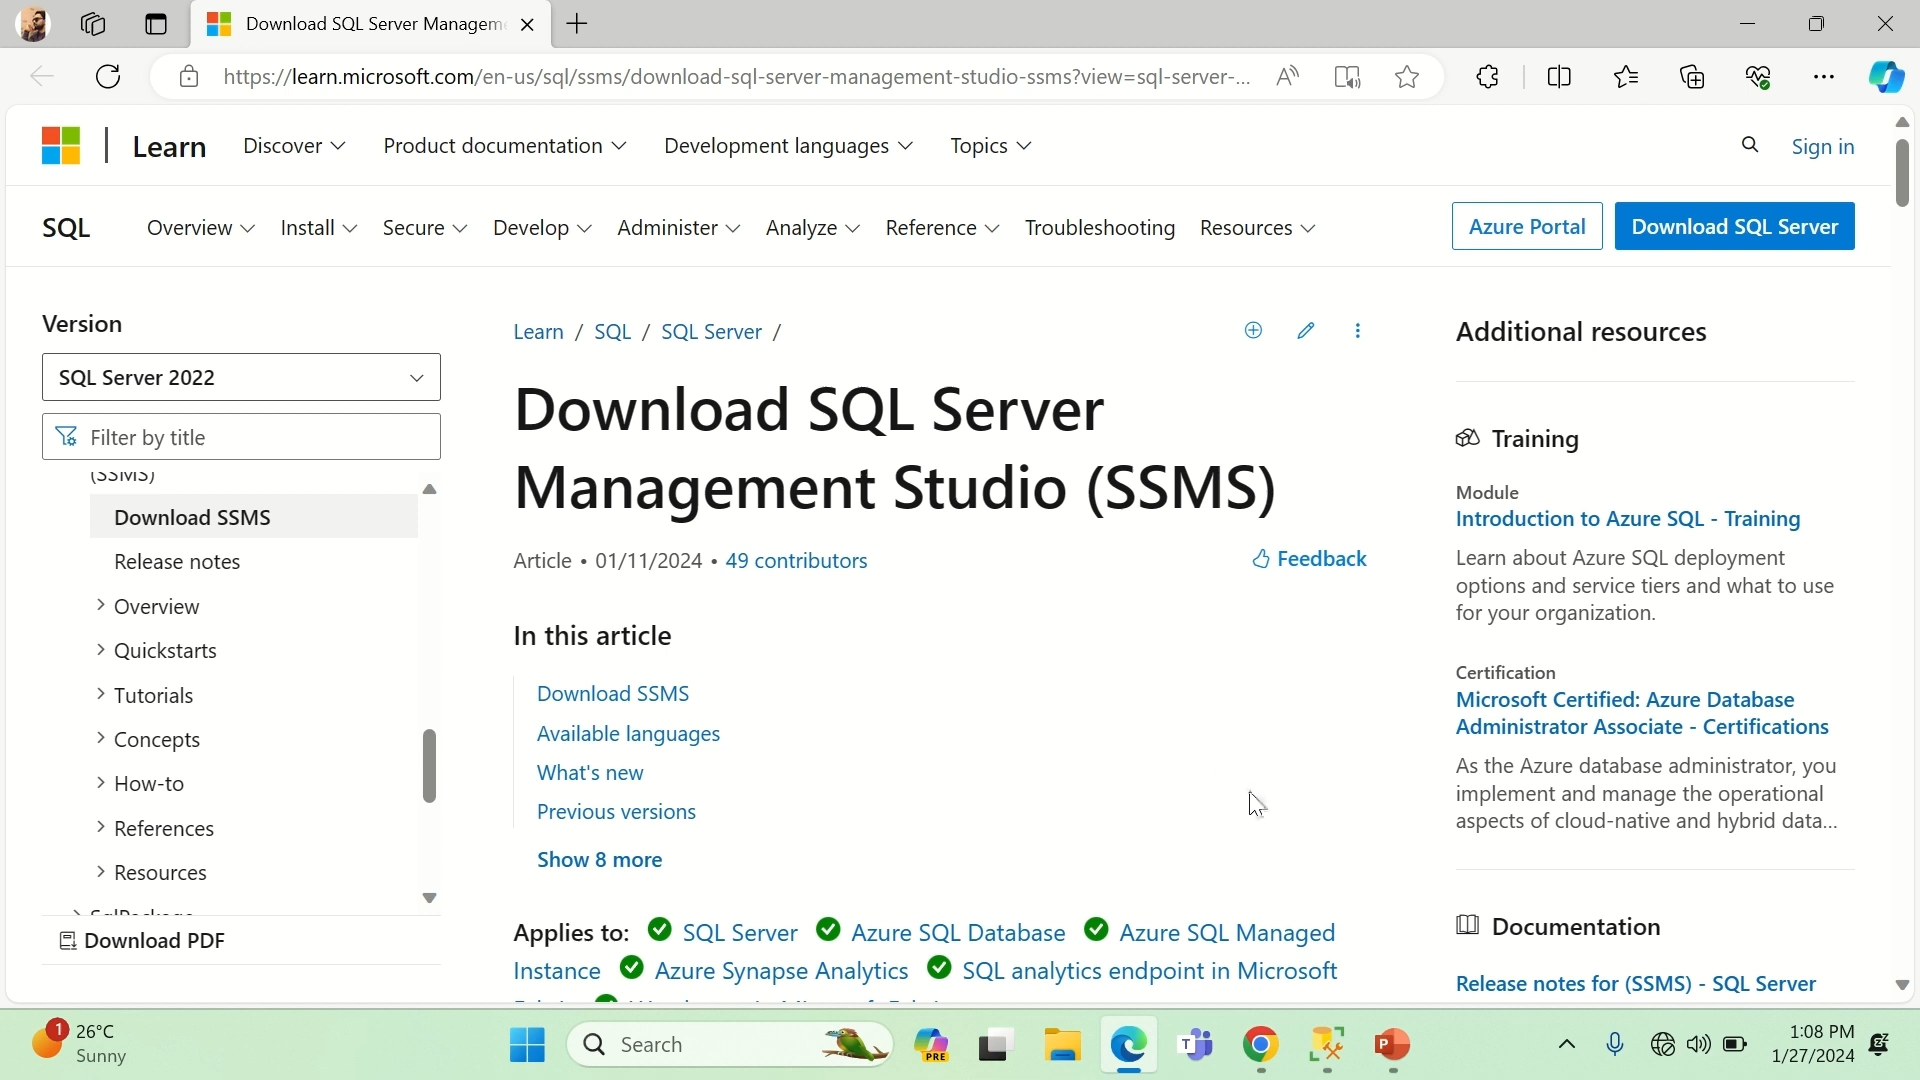 Download SQL Server Managem
https://learn.microsoft.com/en-us/sql/ssms/download-sql-server-management-studio-ssms?view=sql-server-...
Learn
Discover
Product documentation
Development languages
Topics
Sign in
SQL
Overview
Install
Secure
Develop
Administer
Analyze
Reference
Troubleshooting
Resources
Azure Portal
Download SQL Server
Version
SQL Server 2022
Filter by title
(SSMS)
Download SSMS
Release notes
Overview
Quickstarts
Tutorials
Concepts
How-to
References
Resources
SqlPackage
Download PDF
Learn / SQL / SQL Server /
Download SQL Server
Management Studio (SSMS)
Article • 01/11/2024 • 49 contributors
Feedback
In this article
Download SSMS
Available languages
What's new
Previous versions
Show 8 more
Applies to: SQL Server Azure SQL Database Azure SQL Managed
Instance Azure Synapse Analytics SQL analytics endpoint in Microsoft
Additional resources
Training
Module
Introduction to Azure SQL - Training
Learn about Azure SQL deployment
options and service tiers and what to use
for your organization.
Certification
Microsoft Certified: Azure Database
Administrator Associate - Certifications
As the Azure database administrator, you
implement and manage the operational
aspects of cloud-native and hybrid data...
Documentation
Release notes for (SSMS) - SQL Server
1
26°C
Sunny
Search
PRE
T
P
1:08 PM
1/27/2024